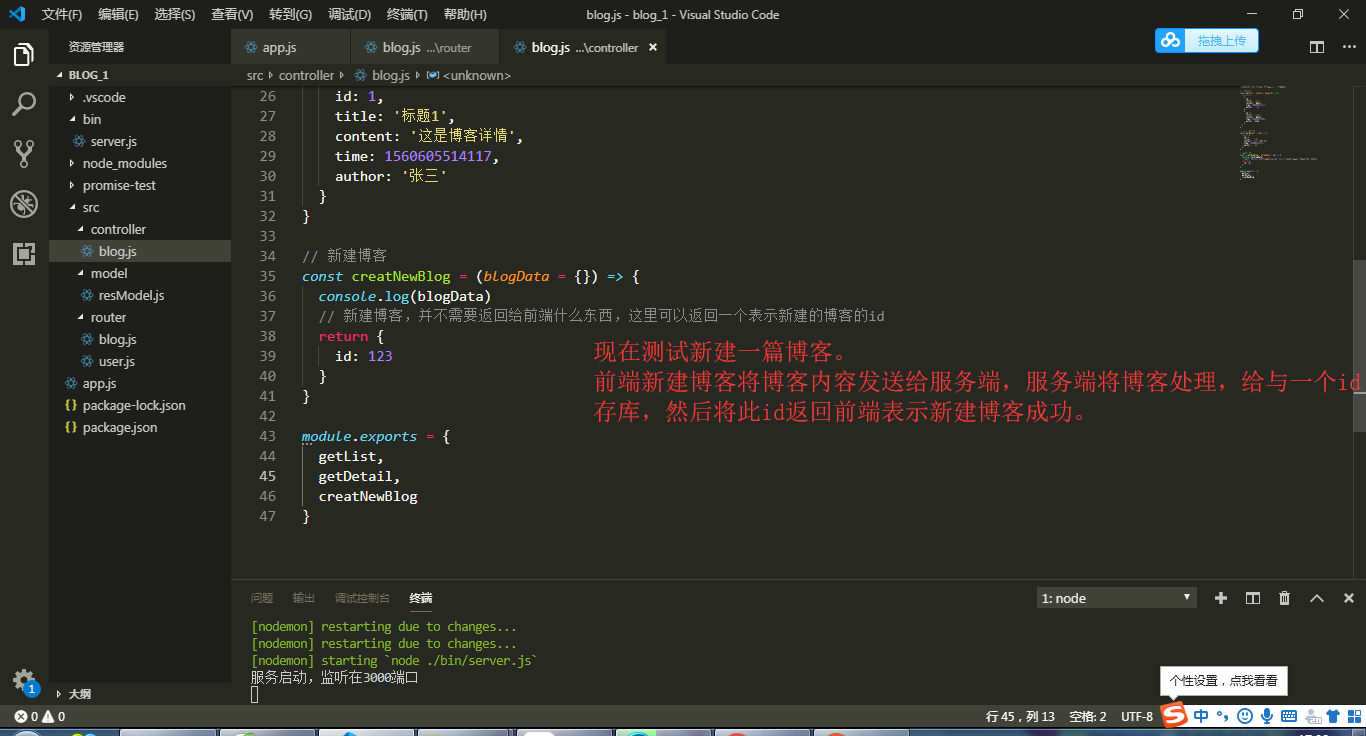 文件(F) 编辑(E) 选择(S) 查看(V) 转到(G) 调试(D) 终端(T) 帮助(H) blog.js - blog_1 - Visual Studio Code
资源管理器 app.js blog.js ...\router blog.js ...\controller 拖拽上传
BLOG_1
src controller blog.js <unknown>
.vscode
bin
server.js
node_modules
promise-test
src
controller
blog.js
model
resModel.js
router
blog.js
user.js
app.js
package-lock.json
package.json
大纲
26 id: 1,
27 title: '标题1',
28 content: '这是博客详情',
29 time: 1560605514117,
30 author: '张三'
31 }
32 }
33
34 // 新建博客
35 const creatNewBlog = (blogData = {}) => {
36 console.log(blogData)
37 // 新建博客，并不需要返回给前端什么东西，这里可以返回一个表示新建的博客的id
38 return {
39 id: 123
40 }
41 }
42
43 module.exports = {
44 getList,
45 getDetail,
46 creatNewBlog
47 }
现在测试新建一篇博客。
前端新建博客将博客内容发送给服务端，服务端将博客处理，给与一个id
存库，然后将此id返回前端表示新建博客成功。
问题 输出 调试控制台 终端 1: node
[nodemon] restarting due to changes...
[nodemon] restarting due to changes...
[nodemon] starting `node ./bin/server.js`
服务启动，监听在3000端口
个性设置，点我看看
1
0 0 行 45，列 13 空格: 2 UTF-8 中